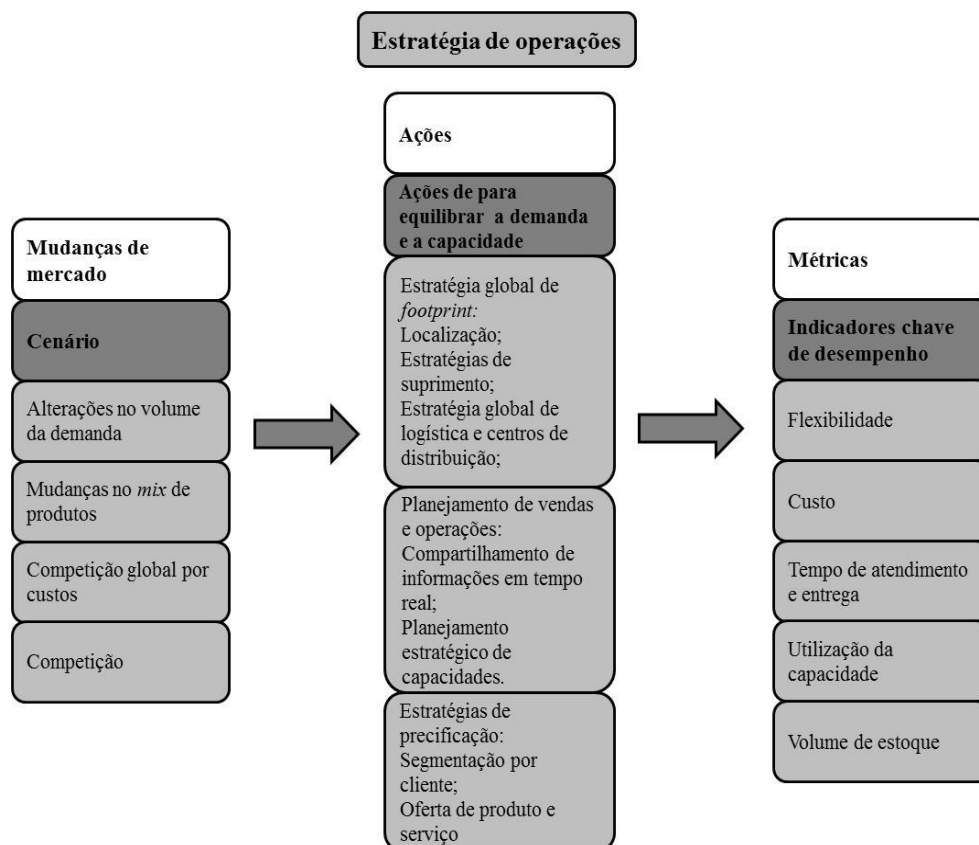 Estratégia de operações
Mudanças de
mercado
Cenário
Alterações no volume
da demanda
Mudanças no mix de
produtos
Competição global por
custos
Competição
Ações
Ações de para
equilibrar a demanda
e a capacidade
Estratégia global de
footprint:
Localização;
Estratégias de
suprimento;
Estratégia global de
logística e centros de
distribuição;
Planejamento de vendas
e operações:
Compartilhamento de
informações em tempo
real;
Planejamento
estratégico de
capacidades.
Estratégias de
precificação:
Segmentação por
cliente;
Oferta de produto e
serviço
Métricas
Indicadores chave
de desempenho
Flexibilidade
Custo
Tempo de atendimento
e entrega
Utilização da
capacidade
Volume de estoque